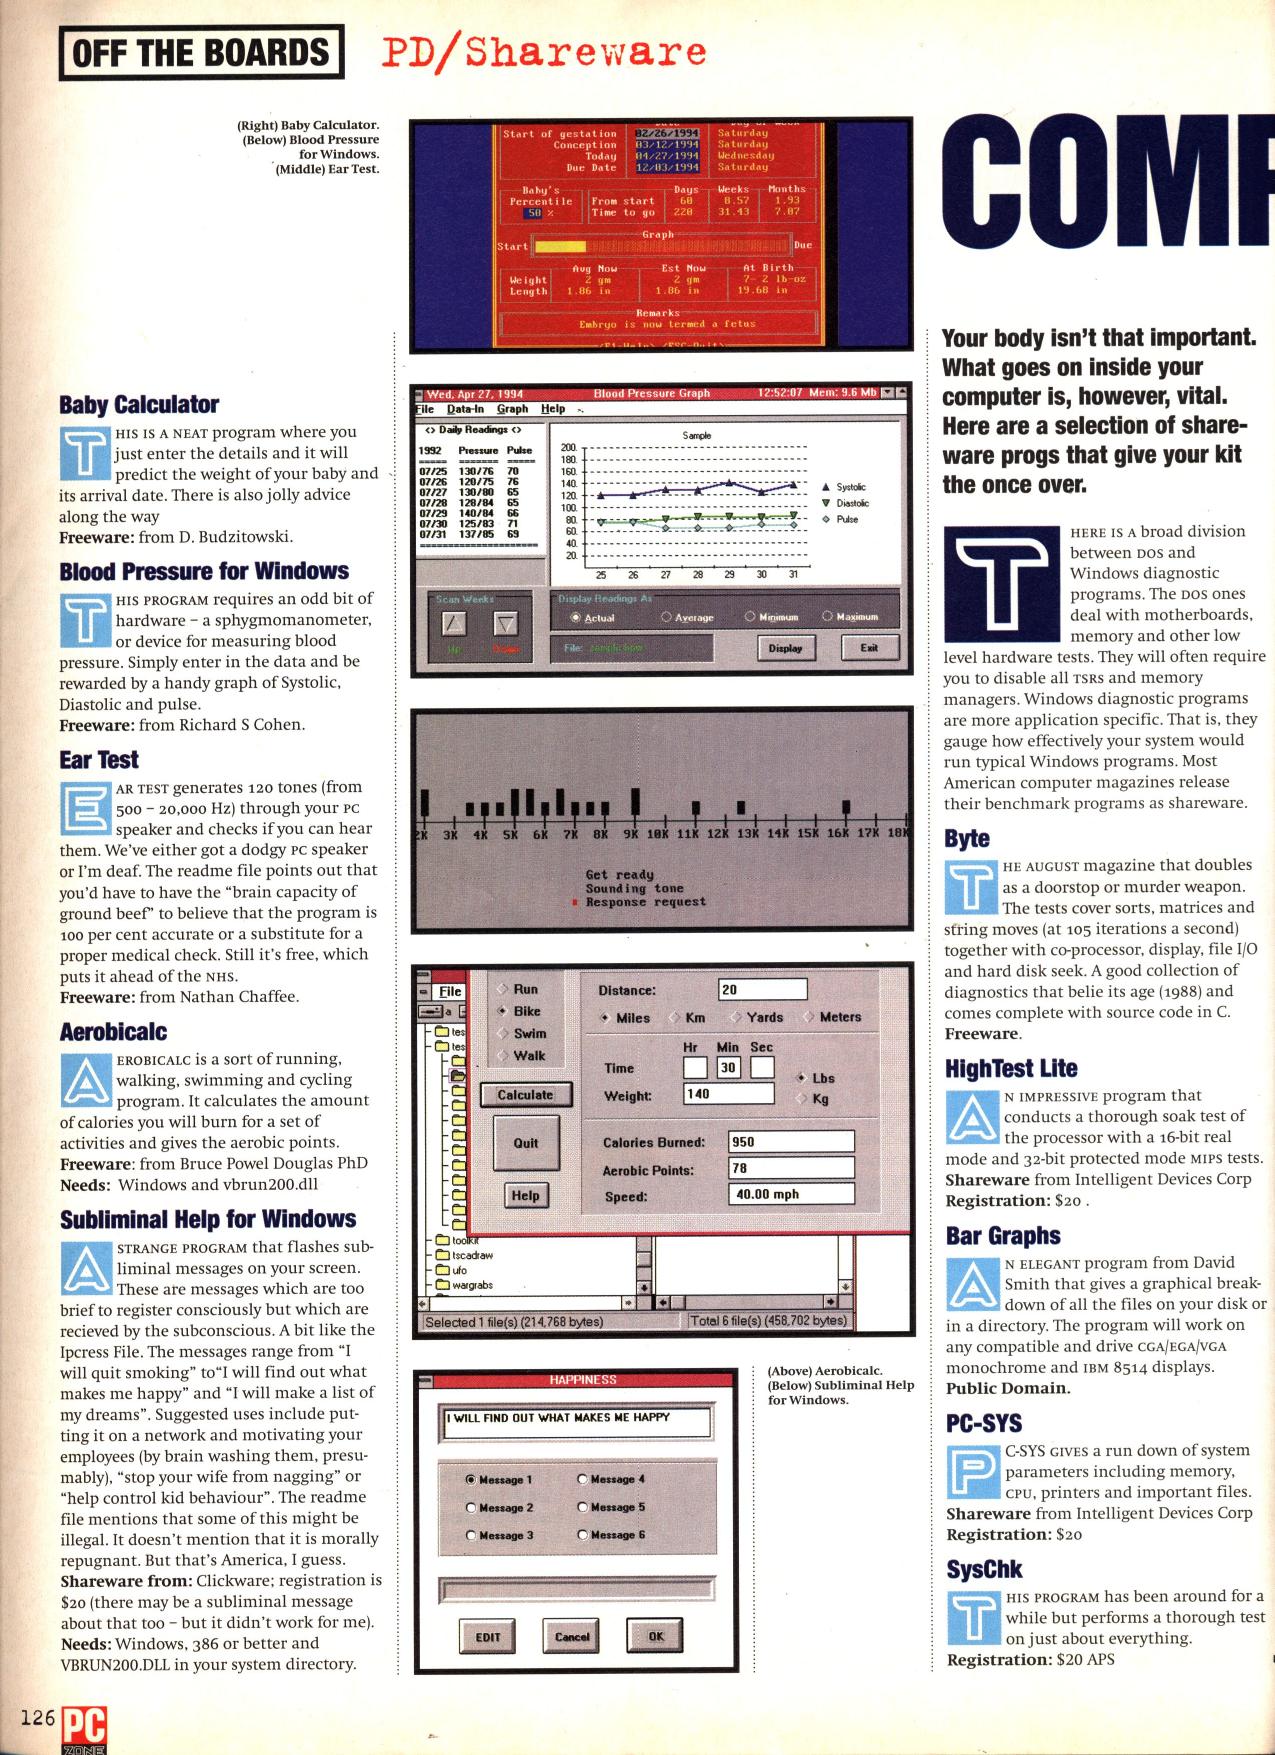 OFF THE BOARDS
PD/Shareware
(Right) Baby Calculator.
(Below) Blood Pressure
for Windows.
(Middle) Ear Test.
Baby Calculator
THIS IS A NEAT program where you
just enter the details and it will
predict the weight of your baby and
its arrival date. There is also jolly advice
along the way
Freeware: from D. Budzitowski.
Blood Pressure for Windows
THIS PROGRAM requires an odd bit of
hardware – a sphygmomanometer,
or device for measuring blood
pressure. Simply enter in the data and be
rewarded by a handy graph of Systolic,
Diastolic and pulse.
Freeware: from Richard S Cohen.
Ear Test
EAR TEST generates 120 tones (from
500 – 20,000 Hz) through your PC
speaker and checks if you can hear
them. We've either got a dodgy PC speaker
or I'm deaf. The readme file points out that
you'd have to have the "brain capacity of
ground beef" to believe that the program is
100 per cent accurate or a substitute for a
proper medical check. Still it's free, which
puts it ahead of the NHS.
Freeware: from Nathan Chaffee.
Aerobicalc
AEROBICALC is a sort of running,
walking, swimming and cycling
program. It calculates the amount
of calories you will burn for a set of
activities and gives the aerobic points.
Freeware: from Bruce Powel Douglas PhD
Needs: Windows and vbrun200.dll
Subliminal Help for Windows
A STRANGE PROGRAM that flashes sub-
liminal messages on your screen.
These are messages which are too
brief to register consciously but which are
recieved by the subconscious. A bit like the
Ipcress File. The messages range from "I
will quit smoking" to"I will find out what
makes me happy" and "I will make a list of
my dreams". Suggested uses include put-
ting it on a network and motivating your
employees (by brain washing them, presu-
mably), "stop your wife from nagging" or
"help control kid behaviour". The readme
file mentions that some of this might be
illegal. It doesn't mention that it is morally
repugnant. But that's America, I guess.
Shareware from: Clickware; registration is
$20 (there may be a subliminal message
about that too – but it didn't work for me).
Needs: Windows, 386 or better and
VBRUN200.DLL in your system directory.
Date Day of Week
Start of gestation 02/26/1994 Saturday
Conception 03/12/1994 Saturday
Today 04/27/1994 Wednesday
Due Date 12/03/1994 Saturday
Baby's Days Weeks Months
Percentile From start 60 8.57 1.93
50 % Time to go 220 31.43 7.07
Graph
Start Due
Avg Now Est Now At Birth
Weight 2 gm 2 gm 7- 2 lb-oz
Length 1.86 in 1.86 in 19.68 in
Remarks
Embryo is now termed a fetus
<F1-Help> <ESC-Quit>
Wed, Apr 27, 1994 Blood Pressure Graph 12:52:07 Mem: 9.6 Mb
File Data-In Graph Help
<> Daily Readings <>
1992 Pressure Pulse
07/25 130/76 70
07/26 120/75 76
07/27 130/80 65
07/28 128/84 65
07/29 140/84 66
07/30 125/83 71
07/31 137/85 69
Sample
200.
180.
160.
140.
120.
100.
80.
60.
40.
20.
25 26 27 28 29 30 31
Systolic
Diastolic
Pulse
Scan Weeks
Up Down
Display Readings As
Actual Average Minimum Maximum
File: sample.bpw
Display Exit
2K 3K 4K 5K 6K 7K 8K 9K 10K 11K 12K 13K 14K 15K 16K 17K 18K
Get ready
Sounding tone
Response request
File
a
tes
tes
Run
Bike
Swim
Walk
Calculate
Quit
Help
Distance: 20
Miles Km Yards Meters
Hr Min Sec
Time 30
Weight: 140
Lbs
Kg
Calories Burned: 950
Aerobic Points: 78
Speed: 40.00 mph
toolkit
tscadraw
ufo
wargrabs
Selected 1 file(s) (214,768 bytes)
Total 6 file(s) (458,702 bytes)
HAPPINESS
I WILL FIND OUT WHAT MAKES ME HAPPY
Message 1 Message 4
Message 2 Message 5
Message 3 Message 6
EDIT Cancel OK
(Above) Aerobicalc.
(Below) Subliminal Help
for Windows.
COMP
Your body isn't that important.
What goes on inside your
computer is, however, vital.
Here are a selection of share-
ware progs that give your kit
the once over.
THERE IS A broad division
between DOS and
Windows diagnostic
programs. The DOS ones
deal with motherboards,
memory and other low
level hardware tests. They will often require
you to disable all TSRs and memory
managers. Windows diagnostic programs
are more application specific. That is, they
gauge how effectively your system would
run typical Windows programs. Most
American computer magazines release
their benchmark programs as shareware.
Byte
THE AUGUST magazine that doubles
as a doorstop or murder weapon.
The tests cover sorts, matrices and
string moves (at 105 iterations a second)
together with co-processor, display, file I/O
and hard disk seek. A good collection of
diagnostics that belie its age (1988) and
comes complete with source code in C.
Freeware.
HighTest Lite
AN IMPRESSIVE program that
conducts a thorough soak test of
the processor with a 16-bit real
mode and 32-bit protected mode MIPS tests.
Shareware from Intelligent Devices Corp
Registration: $20 .
Bar Graphs
AN ELEGANT program from David
Smith that gives a graphical break-
down of all the files on your disk or
in a directory. The program will work on
any compatible and drive CGA/EGA/VGA
monochrome and IBM 8514 displays.
Public Domain.
PC-SYS
PC-SYS GIVES a run down of system
parameters including memory,
CPU, printers and important files.
Shareware from Intelligent Devices Corp
Registration: $20
SysChk
THIS PROGRAM has been around for a
while but performs a thorough test
on just about everything.
Registration: $20 APS
126 PC
ZONE